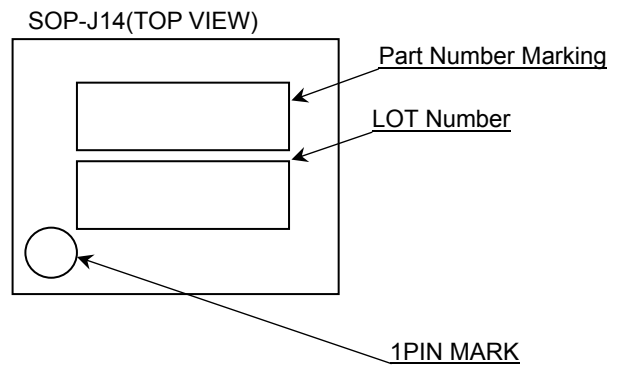 SOP-J14(TOP VIEW)
Part Number Marking
LOT Number
1PIN MARK